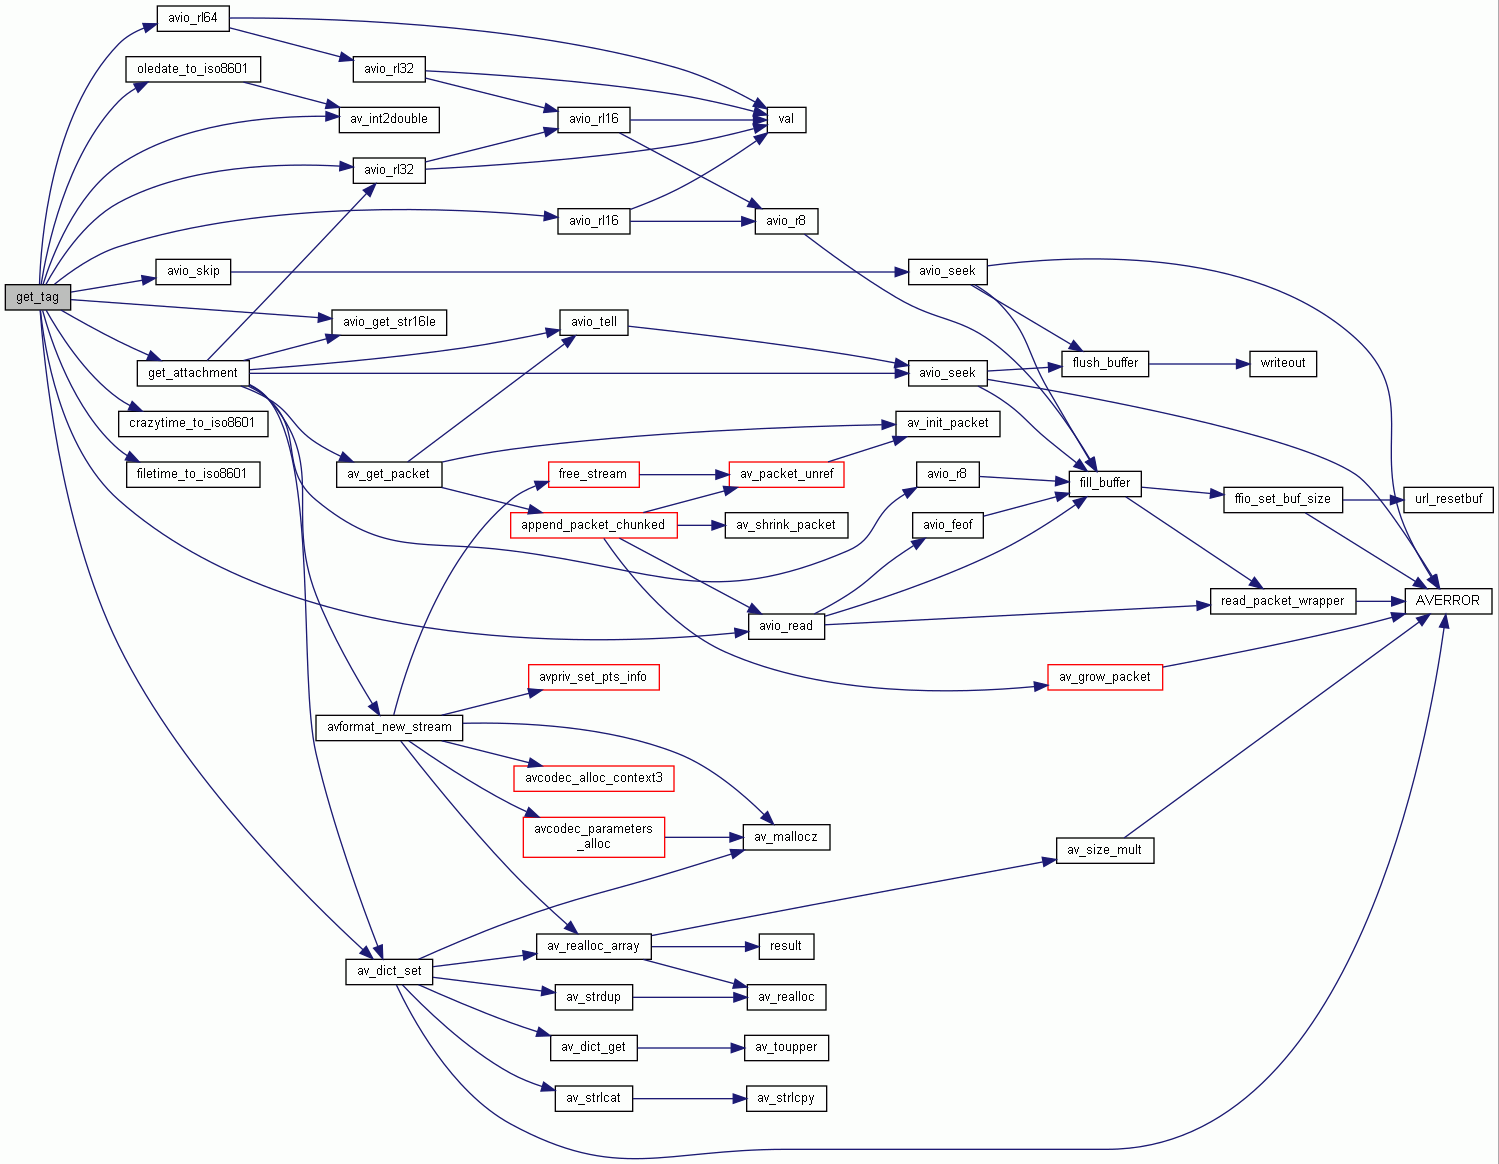 avio_rl64
oledate_to_iso8601
avio_rl32
av_int2double
avio_rl16
val
avio_rl32
avio_rl16
avio_r8
avio_skip
avio_seek
get_tag
avio_get_str16le
avio_tell
get_attachment
avio_seek
flush_buffer
writeout
crazytime_to_iso8601
av_init_packet
filetime_to_iso8601
av_get_packet
free_stream
av_packet_unref
avio_r8
fill_buffer
ffio_set_buf_size
url_resetbuf
append_packet_chunked
av_shrink_packet
avio_feof
read_packet_wrapper
AVERROR
avio_read
avpriv_set_pts_info
av_grow_packet
avformat_new_stream
avcodec_alloc_context3
avcodec_parameters
_alloc
av_mallocz
av_size_mult
av_realloc_array
result
av_dict_set
av_strdup
av_realloc
av_dict_get
av_toupper
av_strlcat
av_strlcpy